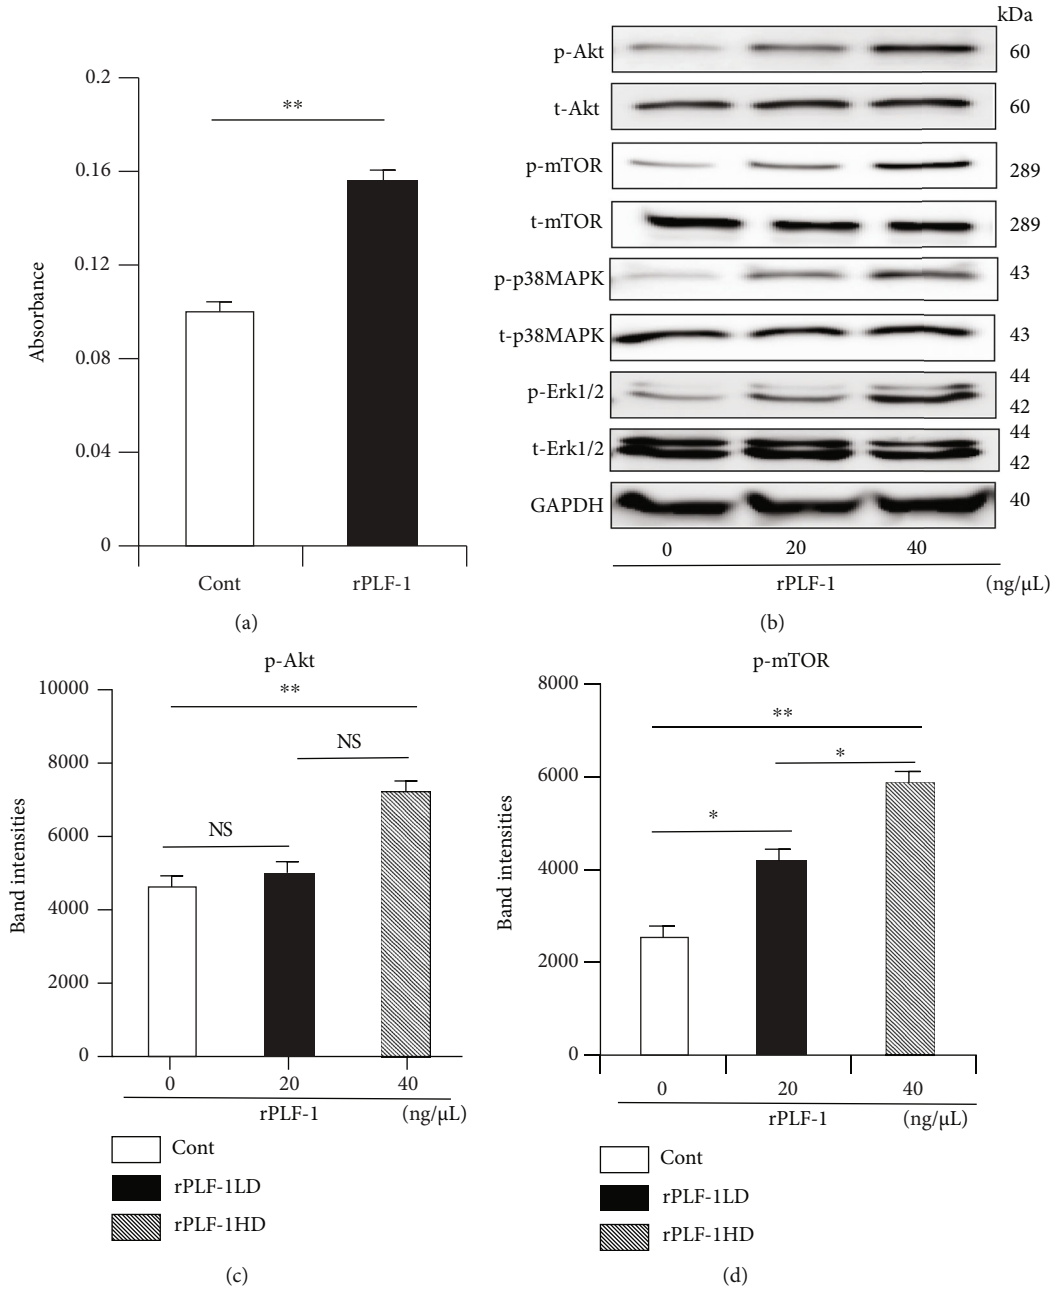 0.2
0.16
0.12
0.08
0.04
0
Absorbance
**
Cont
rPLF-1
(a)
kDa
p-Akt 60
t-Akt 60
p-mTOR 289
t-mTOR 289
p-p38MAPK 43
t-p38MAPK 43
p-Erk1/2 44
42
t-Erk1/2 44
42
GAPDH 40
0 20 40
rPLF-1 (ng/μL)
(b)
p-Akt
10000
8000
6000
4000
2000
0
Band intensities
**
NS
NS
0 20 40
rPLF-1 (ng/μL)
Cont
rPLF-1LD
rPLF-1HD
(c)
p-mTOR
8000
6000
4000
2000
0
Band intensities
**
*
*
0 20 40
rPLF-1 (ng/μL)
Cont
rPLF-1LD
rPLF-1HD
(d)